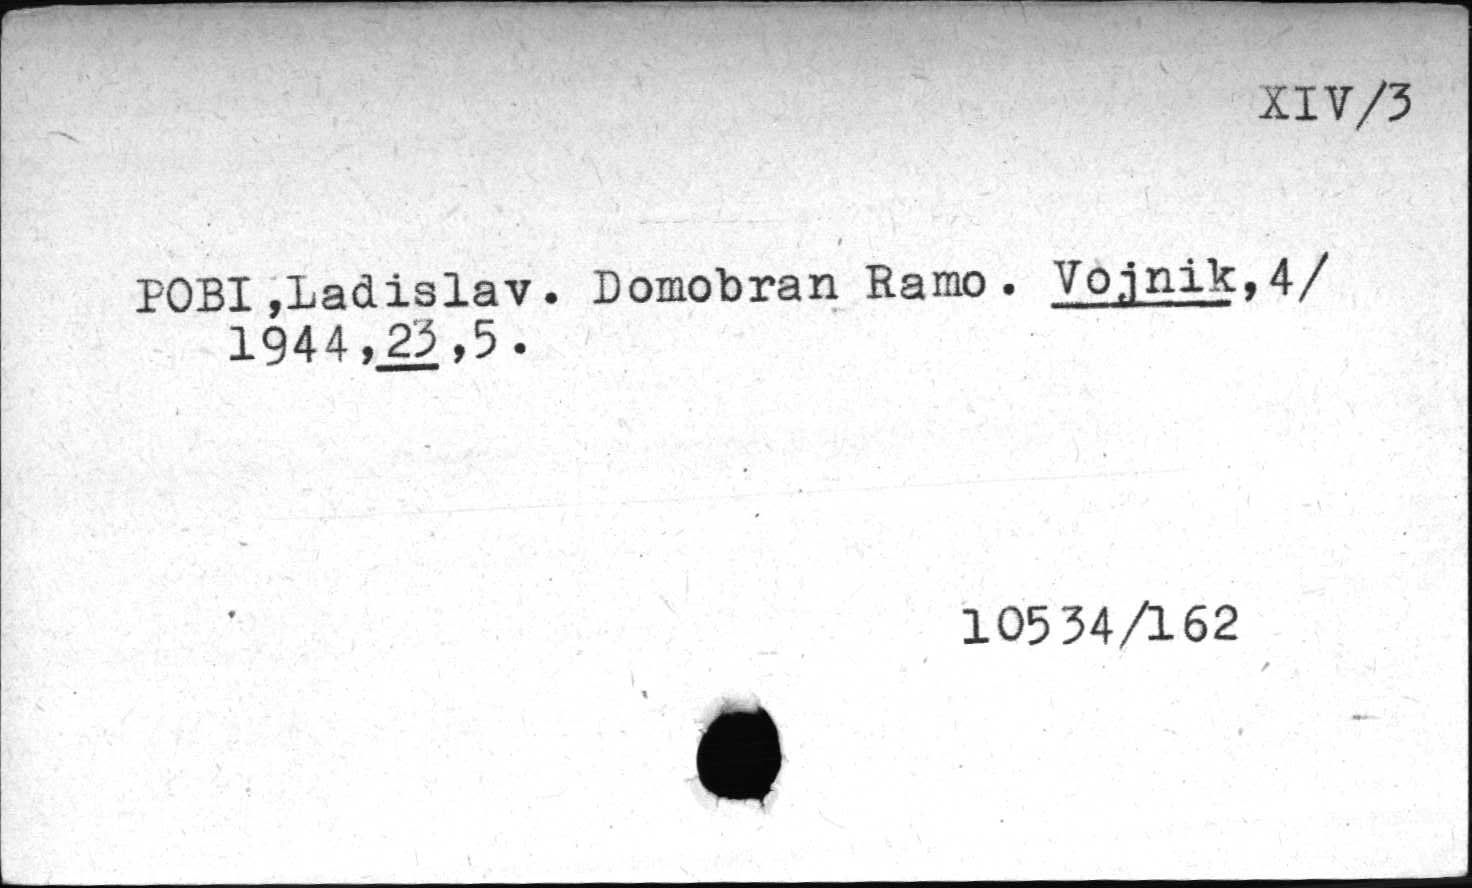 XIV/3
POBI,Ladislav. Domobran Ramo. Vojnik,4/
1944,23,5.
10534/162